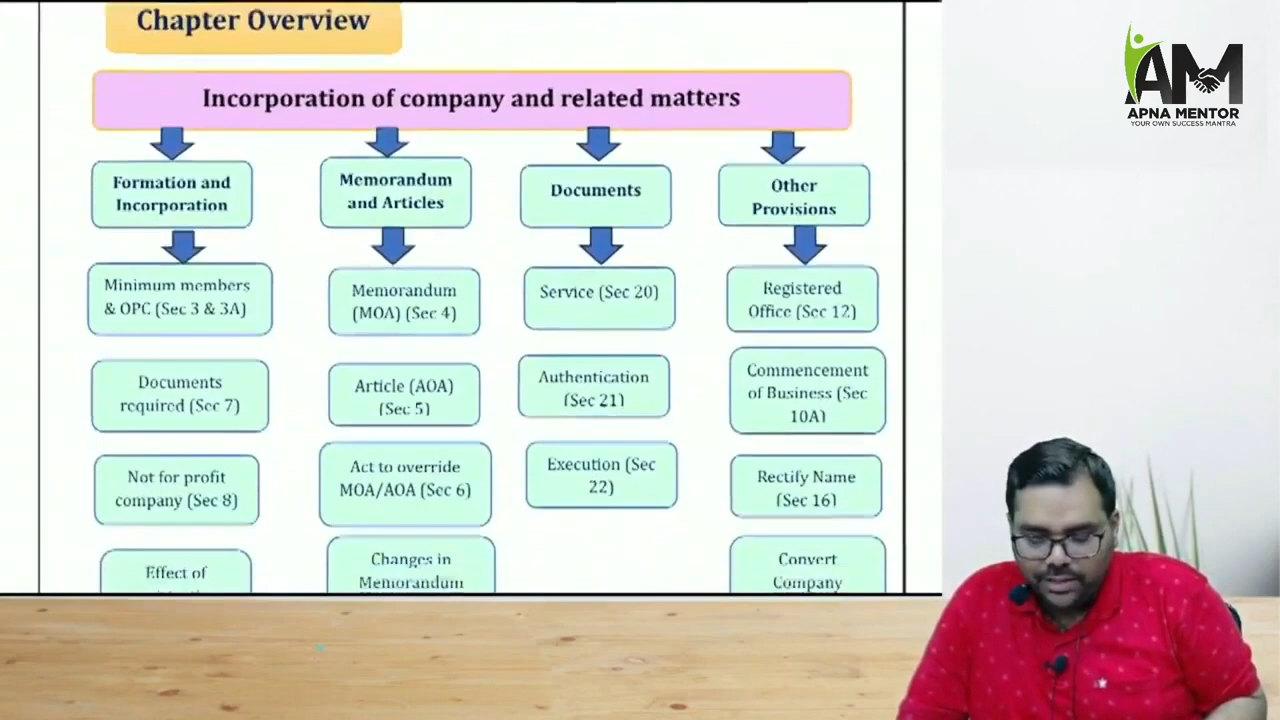 Chapter Overview
Incorporation of company and related matters
Formation and
Incorporation
Minimum members
& OPC (Sec 3 & 3A)
Documents
required (Sec 7)
Not for profit
company (Sec 8)
Effect of
Memorandum
and Articles
Memorandum
(MOA) (Sec 4)
Article (AOA)
(Sec 5)
Act to override
MOA/AOA (Sec 6)
Changes in
Memorandum
Documents
Service (Sec 20)
Authentication
(Sec 21)
Execution (Sec
22)
Other
Provisions
Registered
Office (Sec 12)
Commencement
of Business (Sec
10A)
Rectify Name
(Sec 16)
Convert
Company
AM
APNA MENTOR
YOUR OWN SUCCESS MANTRA